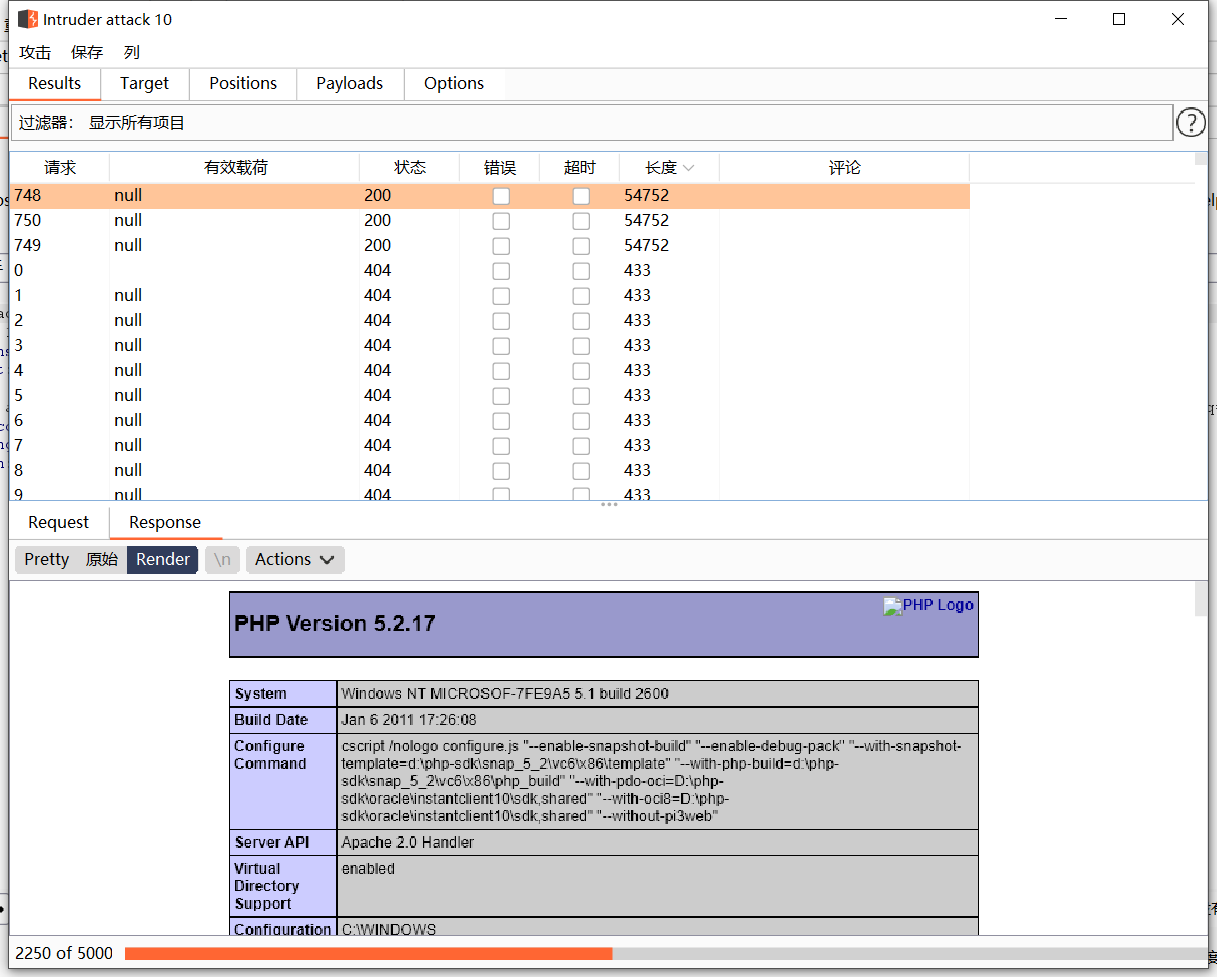 Intruder attack 10
攻击 保存 列
Results Target Positions Payloads Options
过滤器： 显示所有项目
?
请求 有效载荷 状态 错误 超时 长度 评论
748 null 200 54752
750 null 200 54752
749 null 200 54752
0 404 433
1 null 404 433
2 null 404 433
3 null 404 433
4 null 404 433
5 null 404 433
6 null 404 433
7 null 404 433
8 null 404 433
9 null 404 433
Request Response
Pretty 原始 Render \n Actions
PHP Version 5.2.17
PHP Logo
System Windows NT MICROSOF-7FE9A5 5.1 build 2600
Build Date Jan 6 2011 17:26:08
Configure Command cscript /nologo configure.js "--enable-snapshot-build" "--enable-debug-pack" "--with-snapshot-
template=d:\php-sdk\snap_5_2\vc6\x86\template" "--with-php-build=d:\php-
sdk\snap_5_2\vc6\x86\php_build" "--with-pdo-oci=D:\php-
sdk\oracle\instantclient10\sdk,shared" "--with-oci8=D:\php-
sdk\oracle\instantclient10\sdk,shared" "--without-pi3web"
Server API Apache 2.0 Handler
Virtual Directory Support enabled
Configuration C:\WINDOWS
2250 of 5000